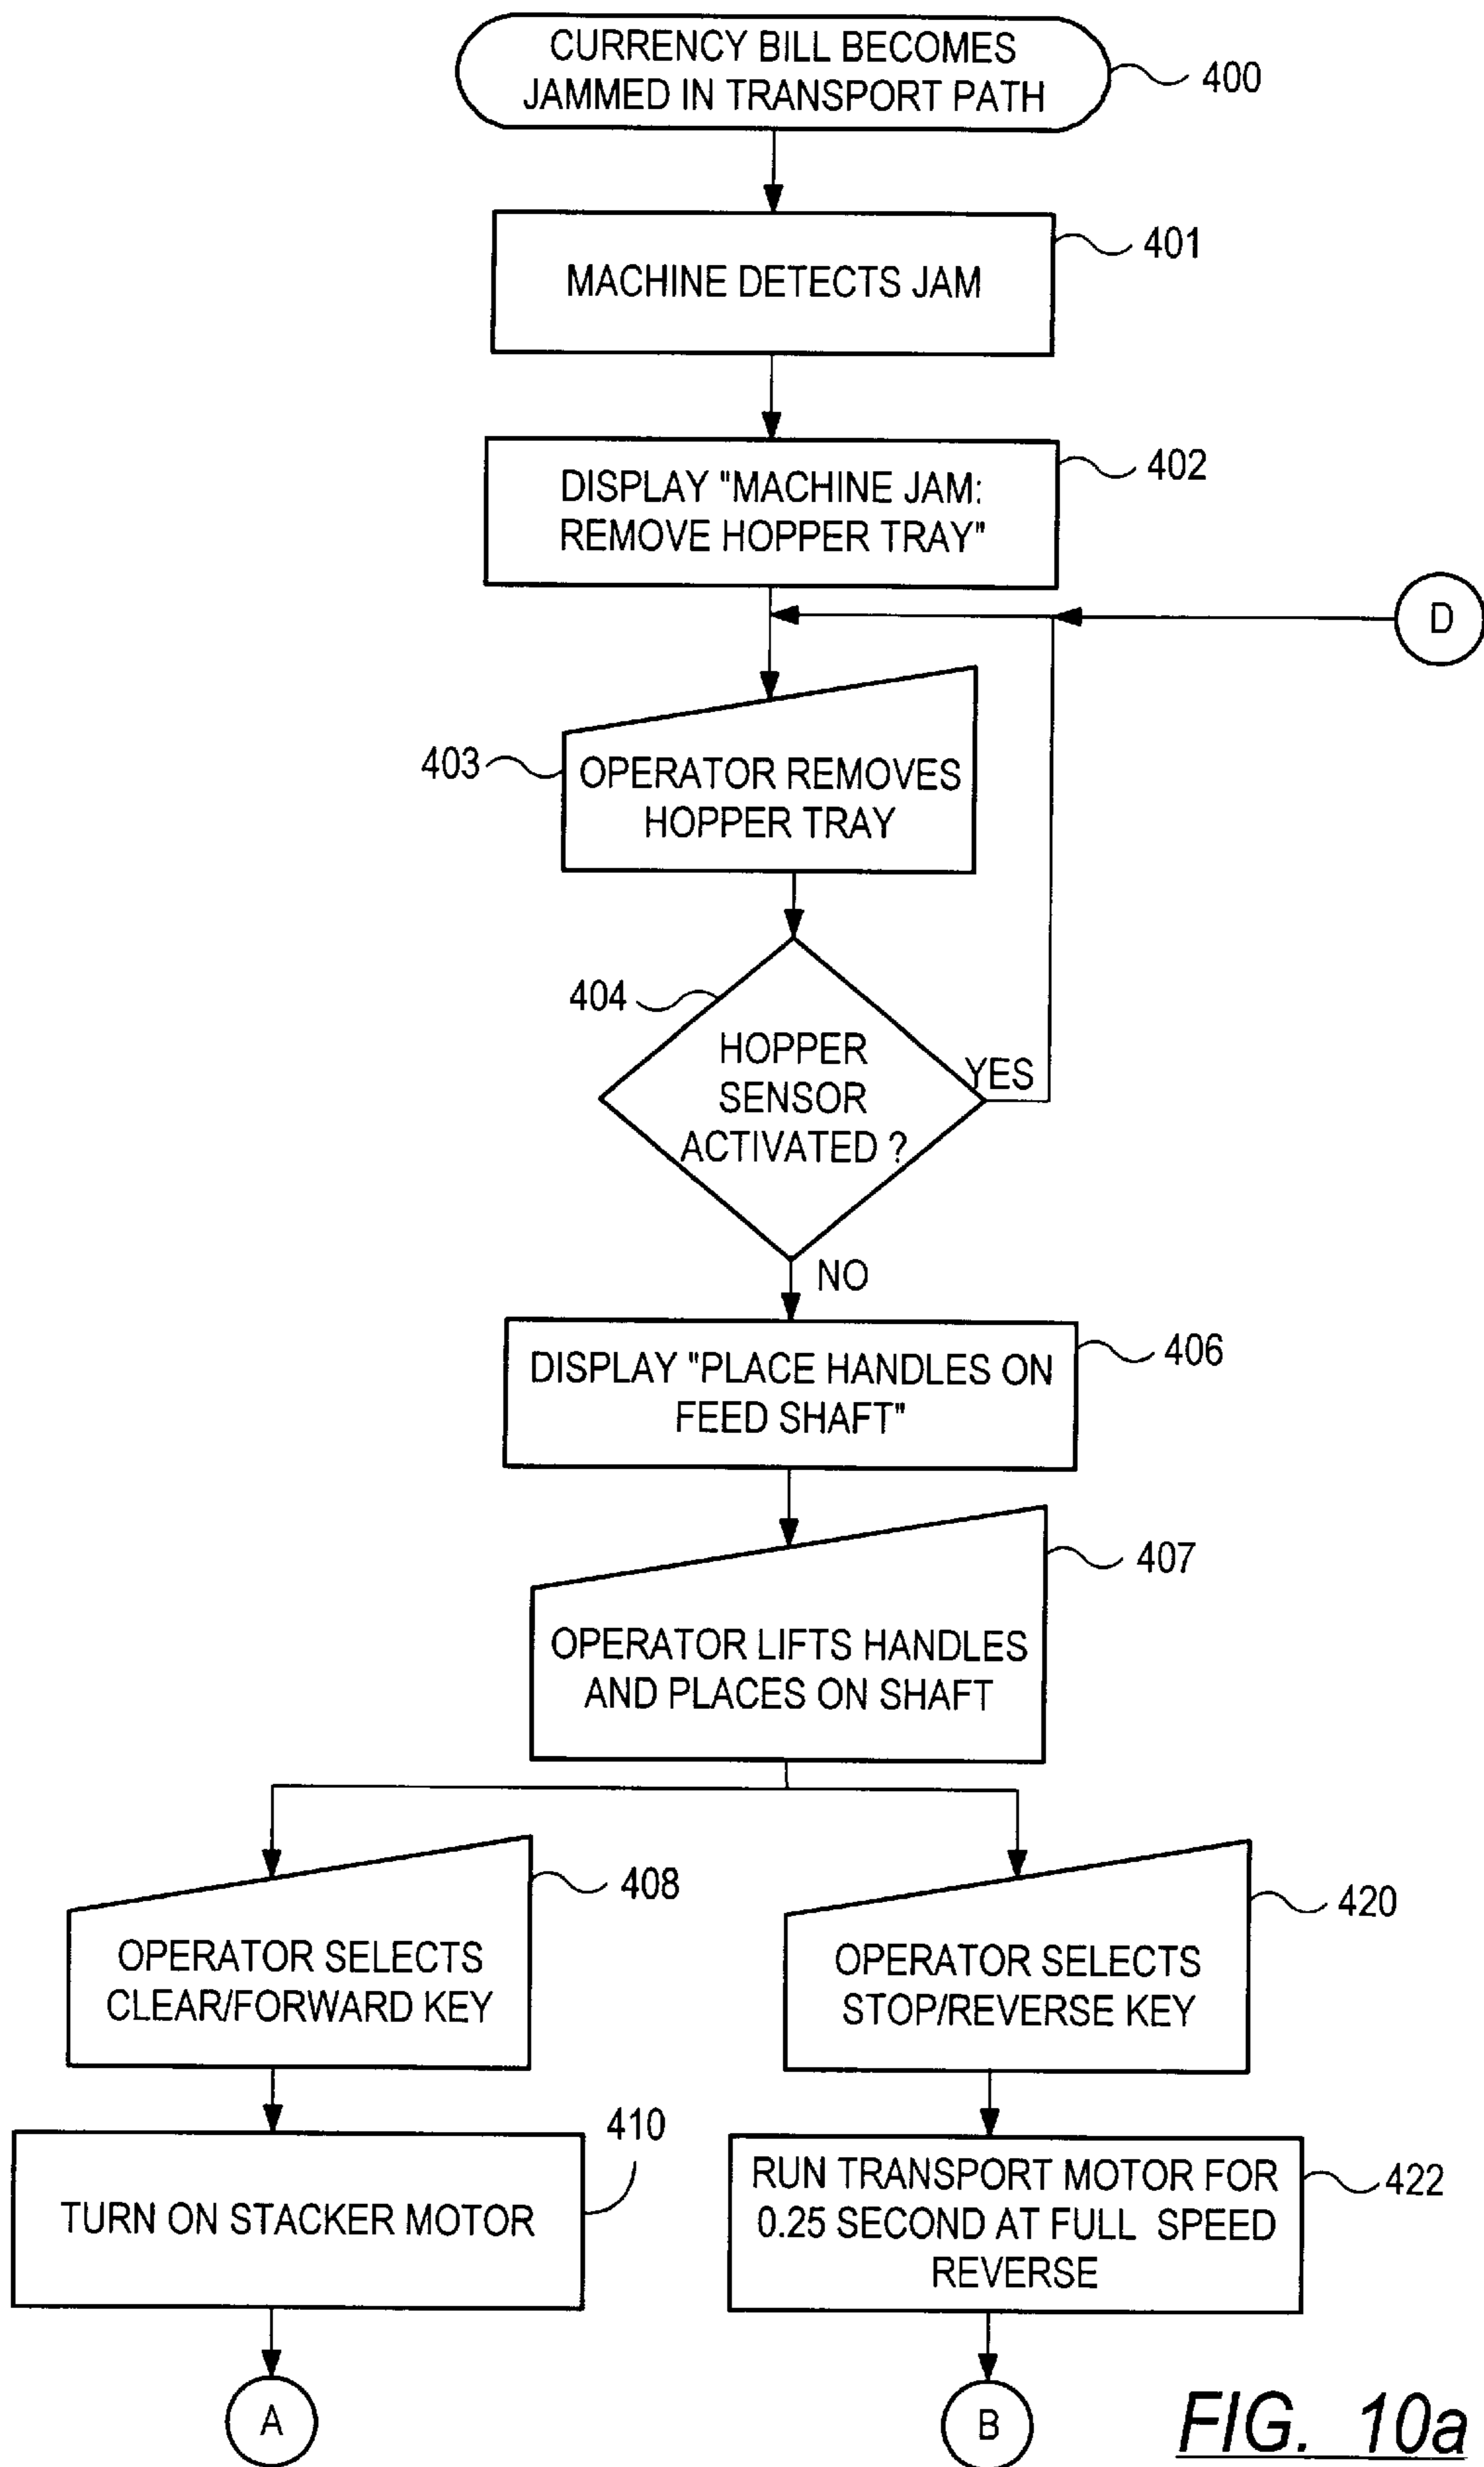 CURRENCY BILL BECOMES
JAMMED IN TRANSPORT PATH
400
401
MACHINE DETECTS JAM
402
DISPLAY "MACHINE JAM:
REMOVE HOPPER TRAY"
D
403
OPERATOR REMOVES
HOPPER TRAY
404
HOPPER
SENSOR
ACTIVATED ?
YES
NO
406
DISPLAY "PLACE HANDLES ON
FEED SHAFT"
407
OPERATOR LIFTS HANDLES
AND PLACES ON SHAFT
408
OPERATOR SELECTS
CLEAR/FORWARD KEY
420
OPERATOR SELECTS
STOP/REVERSE KEY
410
TURN ON STACKER MOTOR
422
RUN TRANSPORT MOTOR FOR
0.25 SECOND AT FULL SPEED
REVERSE
A
B
FIG. 10a